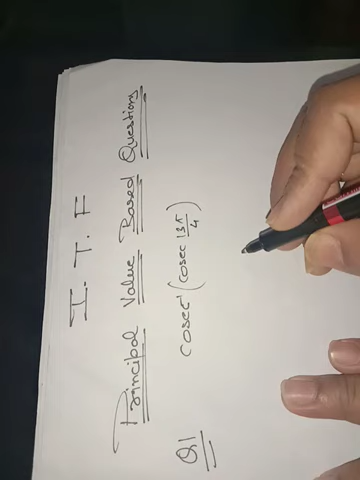 I. T. F
Principal Value Based Questions
Q1 cosec⁻¹ (cosec 13π/4)